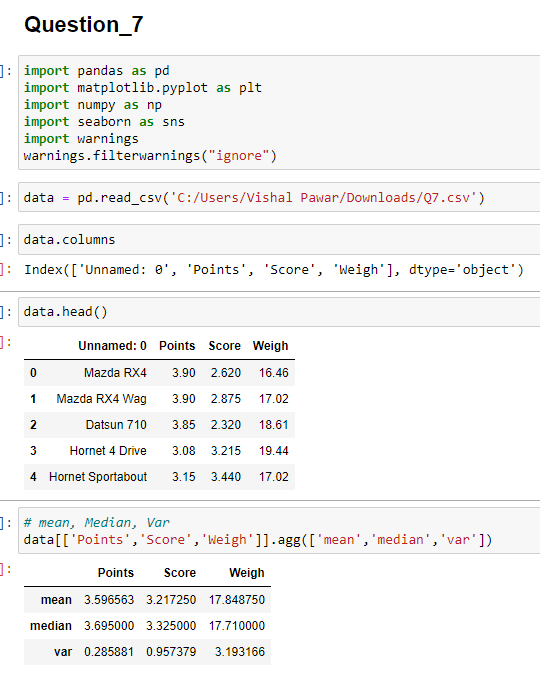 Question_7
]: import pandas as pd
import matplotlib.pyplot as plt
import numpy as np
import seaborn as sns
import warnings
warnings.filterwarnings("ignore")
]: data = pd.read_csv('C:/Users/Vishal Pawar/Downloads/Q7.csv')
]: data.columns
]: Index(['Unnamed: 0', 'Points', 'Score', 'Weigh'], dtype='object')
]: data.head()
]:
Unnamed: 0 Points Score Weigh
0 Mazda RX4 3.90 2.620 16.46
1 Mazda RX4 Wag 3.90 2.875 17.02
2 Datsun 710 3.85 2.320 18.61
3 Hornet 4 Drive 3.08 3.215 19.44
4 Hornet Sportabout 3.15 3.440 17.02
]: # mean, Median, Var
data[['Points','Score','Weigh']].agg(['mean','median','var'])
]:
Points Score Weigh
mean 3.596563 3.217250 17.848750
median 3.695000 3.325000 17.710000
var 0.285881 0.957379 3.193166